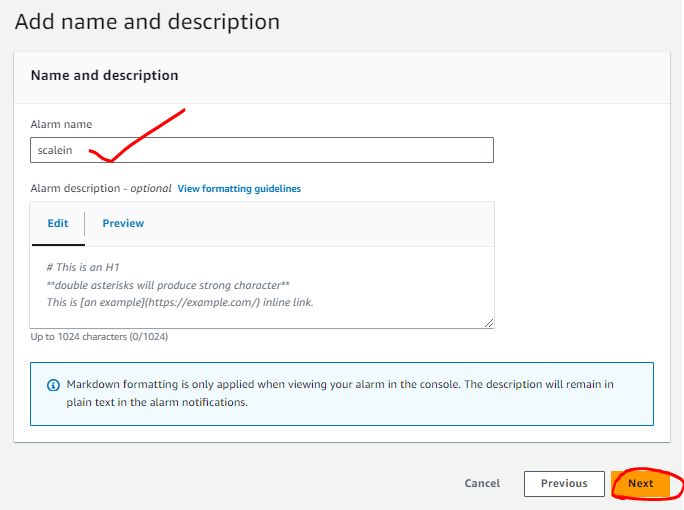 Add name and description
Name and description
Alarm name
scalein
Alarm description - optional View formatting guidelines
Edit Preview
# This is an H1
**double asterisks will produce strong character**
This is [an example](https://example.com/) inline link.
Up to 1024 characters (0/1024)
Markdown formatting is only applied when viewing your alarm in the console. The description will remain in
plain text in the alarm notifications.
Cancel Previous Next